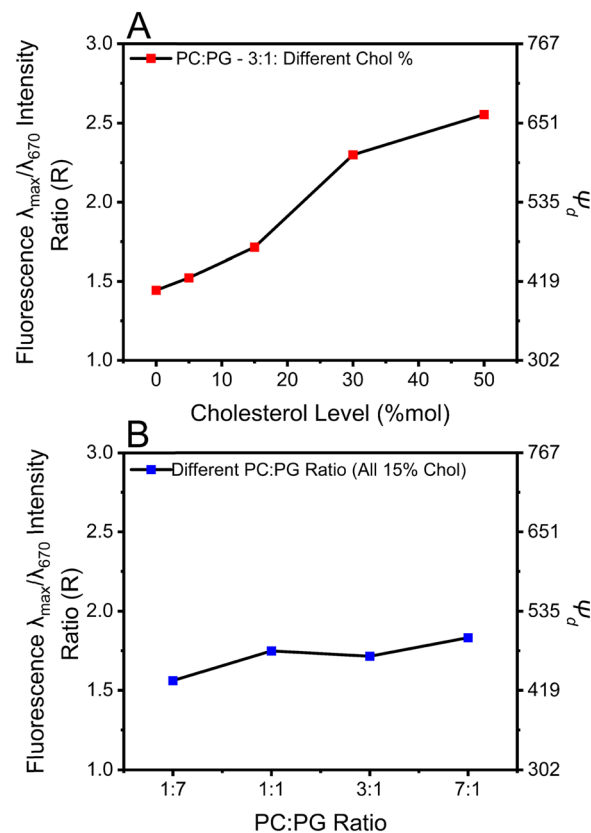 A
3.0
2.5
2.0
1.5
1.0
Fluorescence λmax/λ670 Intensity
Ratio (R)
PC:PG - 3:1: Different Chol %
767
651
535
419
302
Ψd
0
10
20
30
40
50
Cholesterol Level (%mol)
B
3.0
2.5
2.0
1.5
1.0
Fluorescence λmax/λ670 Intensity
Ratio (R)
Different PC:PG Ratio (All 15% Chol)
767
651
535
419
302
Ψd
1:7
1:1
3:1
7:1
PC:PG Ratio